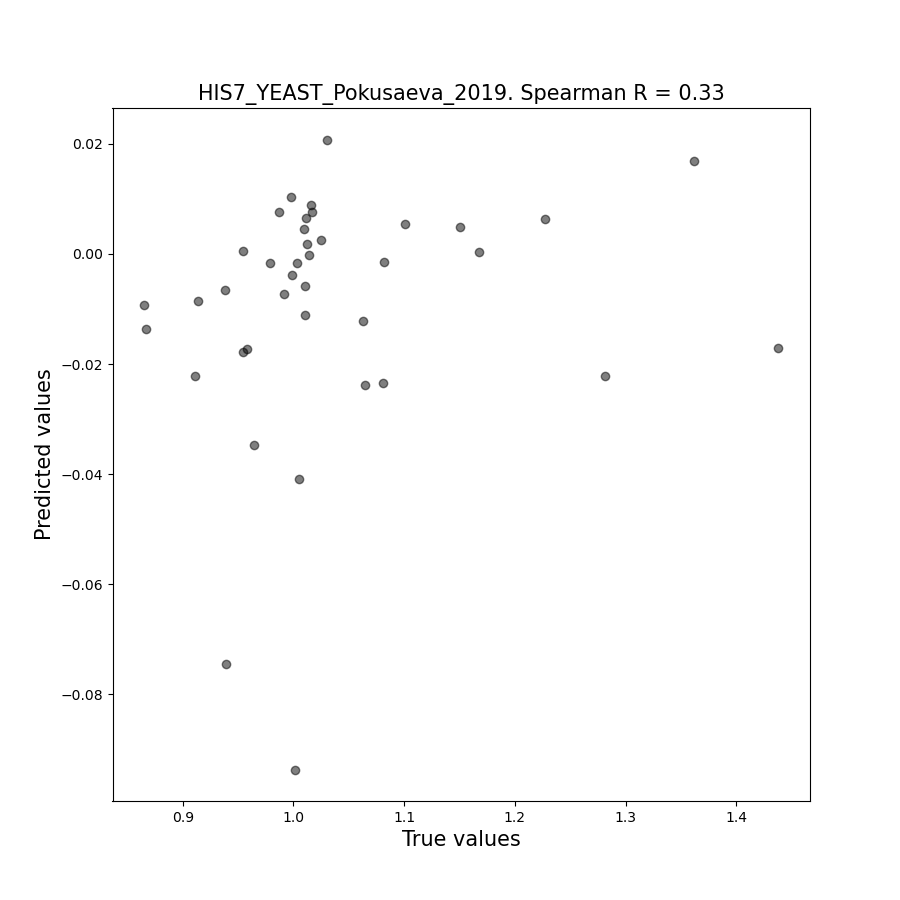 HIS7_YEAST_Pokusaeva_2019. Spearman R = 0.33
0.02
0.00
−0.02
−0.04
−0.06
−0.08
Predicted values
0.9 1.0 1.1 1.2 1.3 1.4
True values